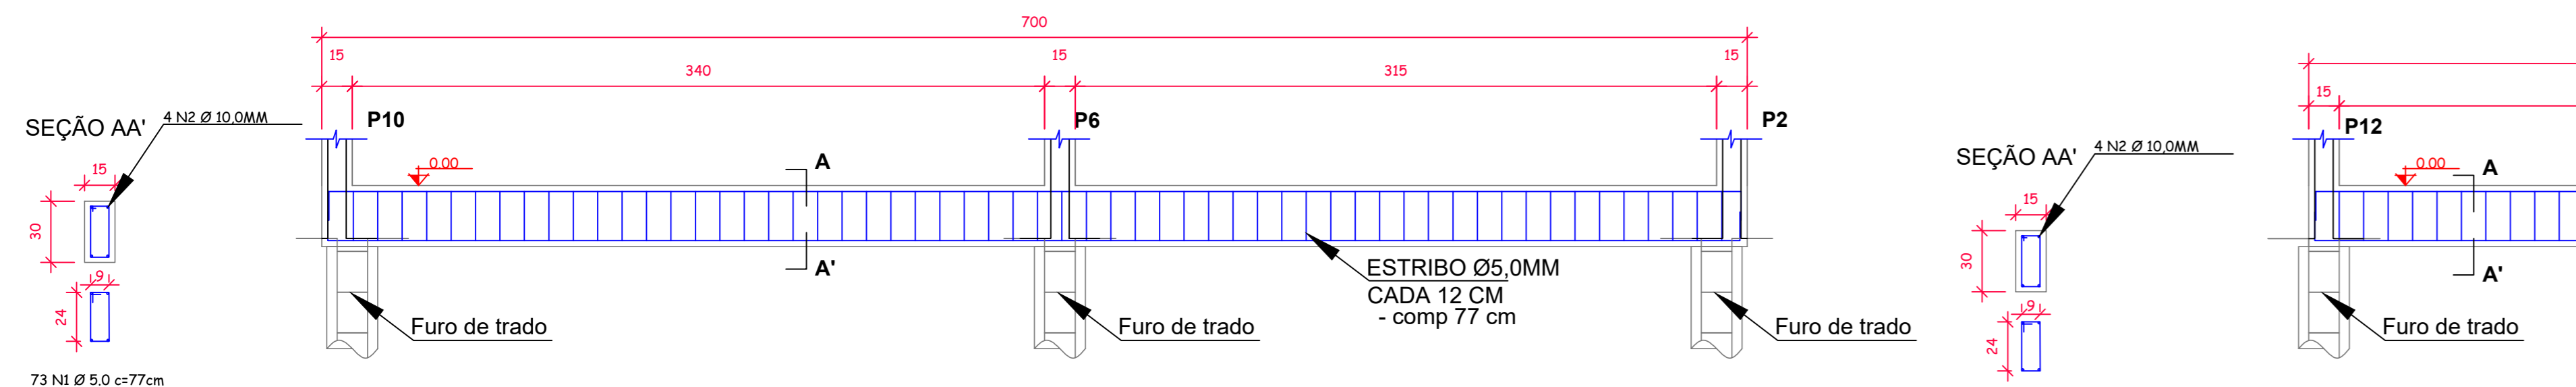 700
15
15
15
340
315
15
P10
P6
P2
P12
SEÇÃO AA'
4 N2 Ø 10,0MM
15
30
9
24
73 N1 Ø 5.0 c=77cm
0.00
A
A'
ESTRIBO Ø5,0MM
CADA 12 CM
- comp 77 cm
Furo de trado
Furo de trado
Furo de trado
SEÇÃO AA'
4 N2 Ø 10,0MM
15
30
9
24
0.00
A
A'
Furo de trado